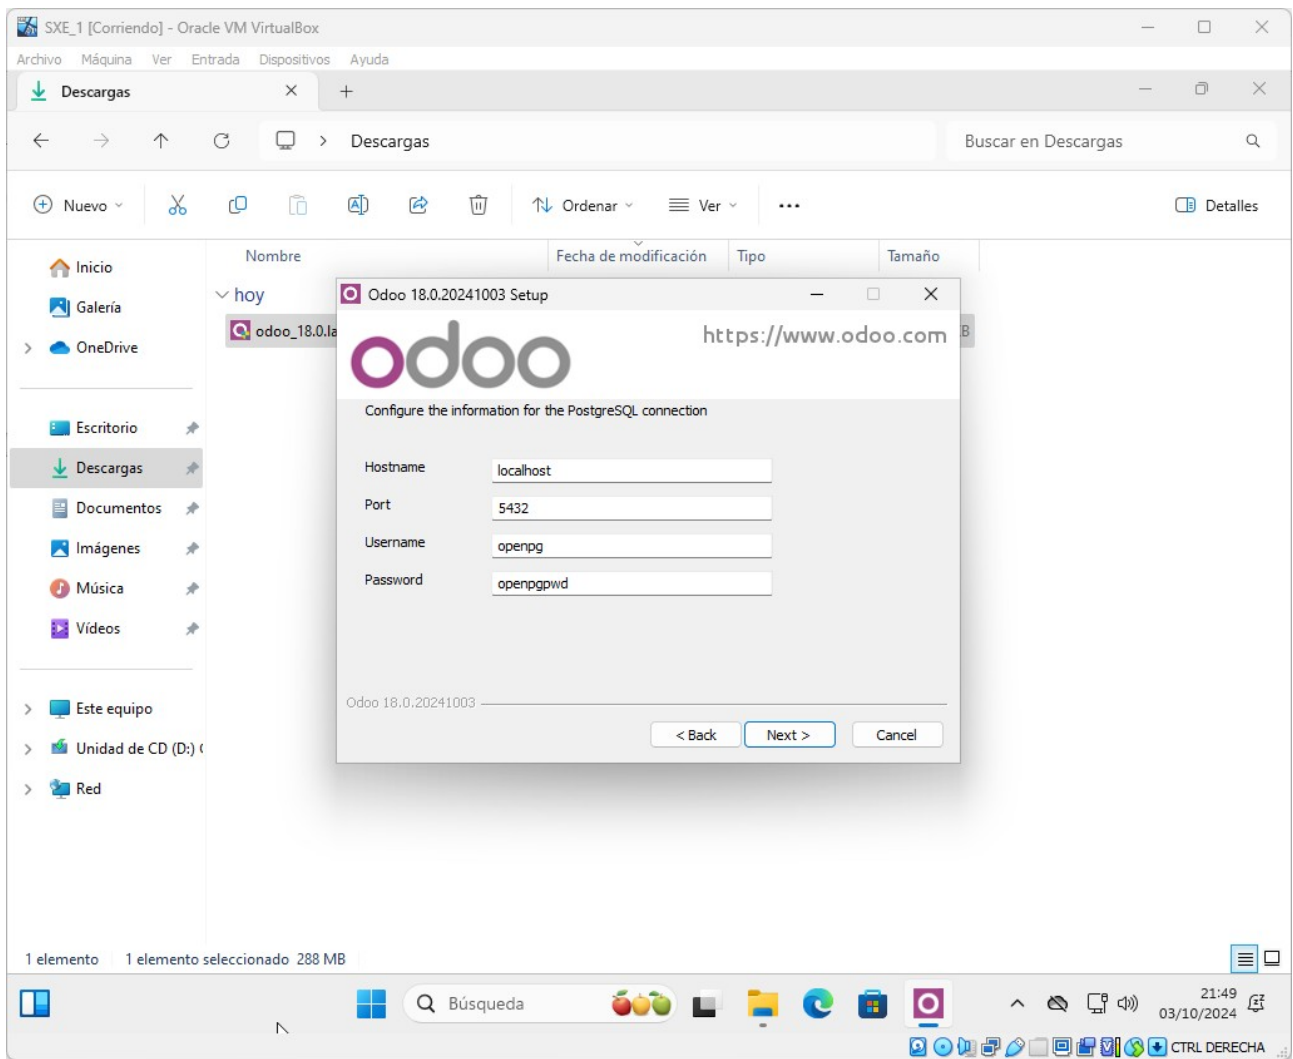 SXE_1 [Corriendo] - Oracle VM VirtualBox
Archivo Máquina Ver Entrada Dispositivos Ayuda
Descargas
Descargas
Buscar en Descargas
Nuevo
Ordenar
Ver
Detalles
Nombre
Fecha de modificación
Tipo
Tamaño
Inicio
Galería
OneDrive
Escritorio
Descargas
Documentos
Imágenes
Música
Vídeos
Este equipo
Unidad de CD (D:)
Red
hoy
odoo_18.0.la
B
Odoo 18.0.20241003 Setup
odoo
https://www.odoo.com
Configure the information for the PostgreSQL connection
Hostname localhost
Port 5432
Username openpg
Password openpgpwd
Odoo 18.0.20241003
< Back
Next >
Cancel
1 elemento 1 elemento seleccionado 288 MB
Búsqueda
21:49
03/10/2024
CTRL DERECHA